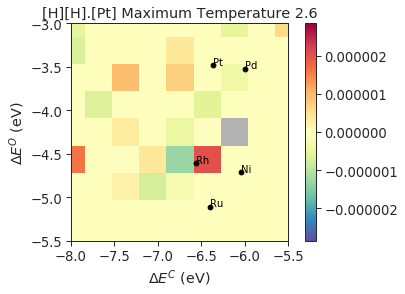 [H][H].[Pt] Maximum Temperature 2.6
−3.0
−3.5
−4.0
−4.5
−5.0
−5.5
ΔE^O (eV)
Pt
Pd
Rh
Ni
Ru
−8.0 −7.5 −7.0 −6.5 −6.0 −5.5
ΔE^C (eV)
0.000002
0.000001
0.000000
−0.000001
−0.000002